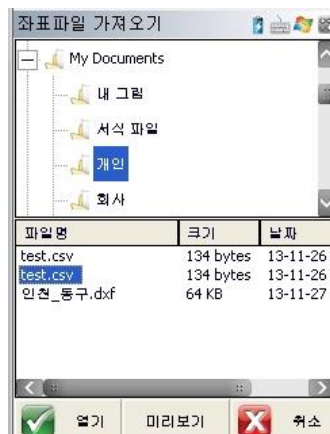 좌표파일 가져오기
My Documents
내 그림
서식 파일
개인
회사
파일명 크기 날짜
test.csv 134 bytes 13-11-26
test.csv 134 bytes 13-11-26
인천_동구.dxf 64 KB 13-11-27
열기 미리보기 취소